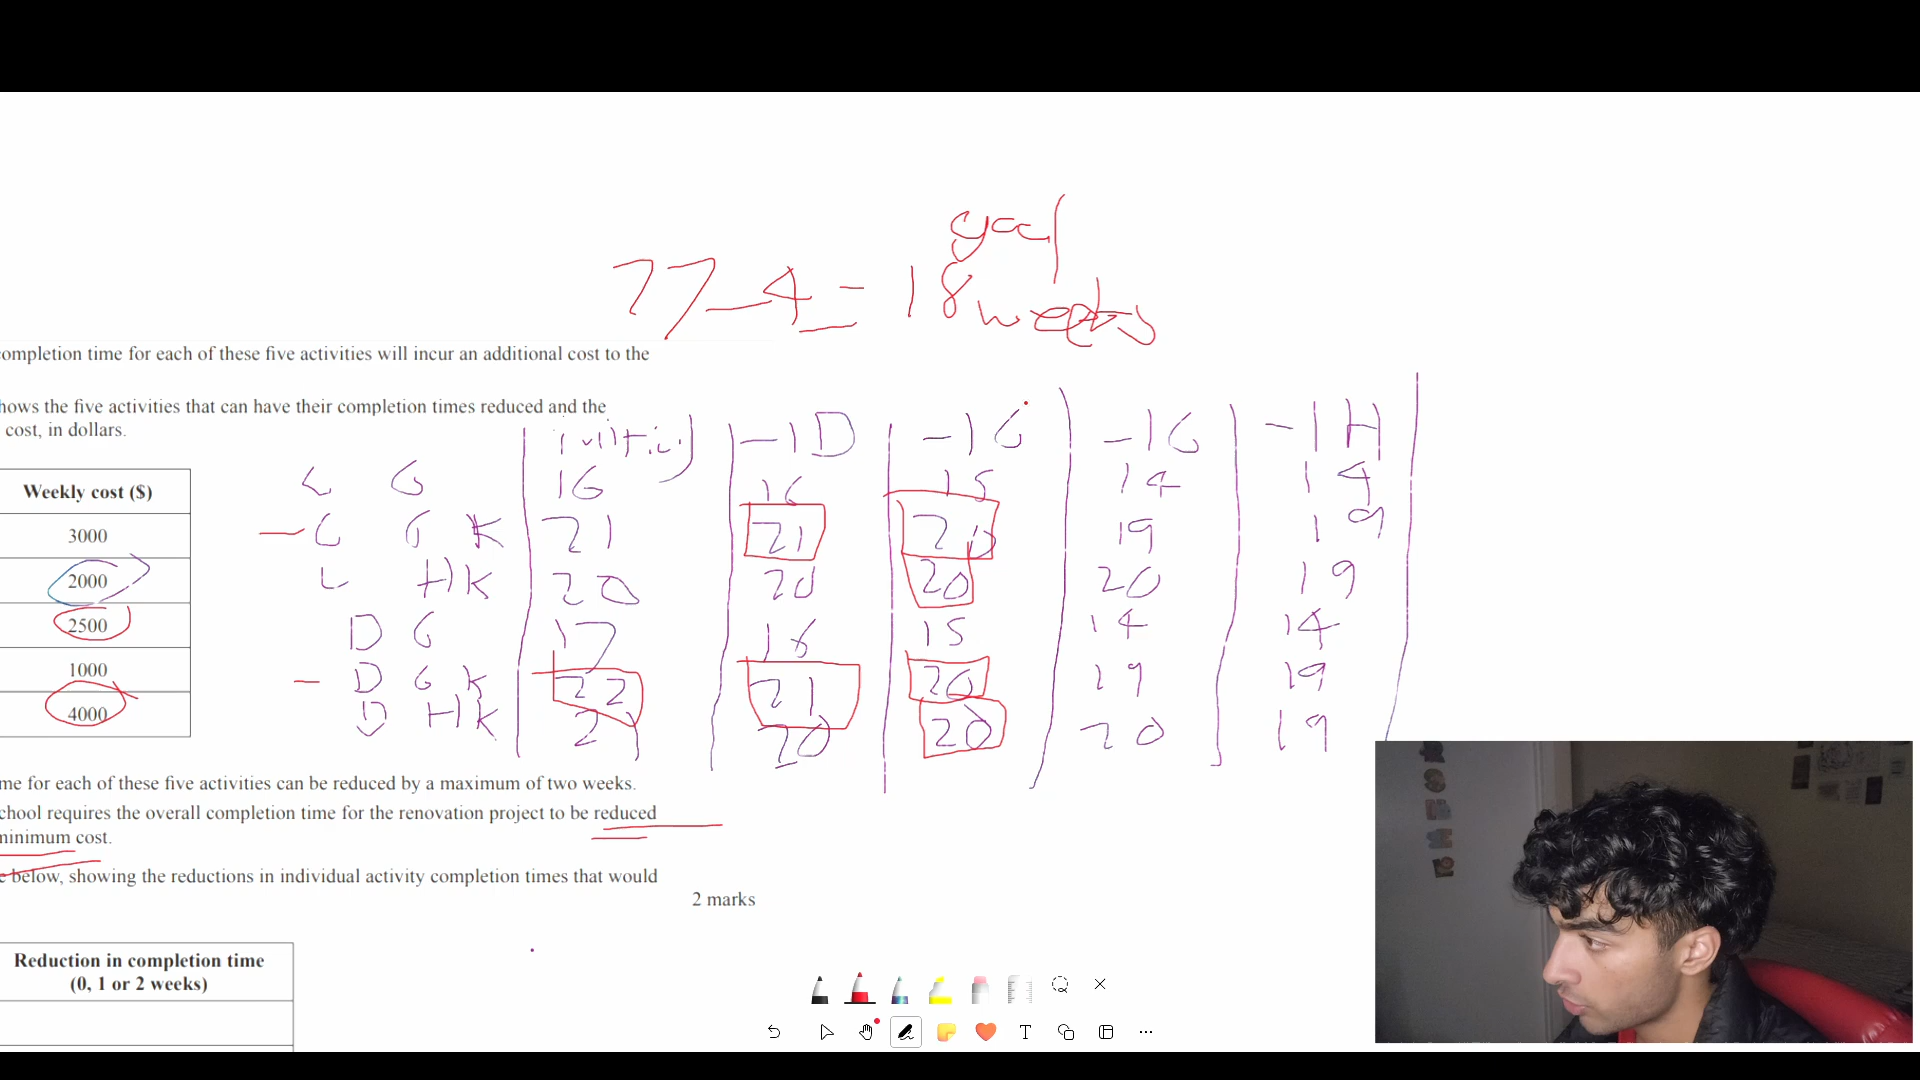 goal
22-4 = 18 weeks
completion time for each of these five activities will incur an additional cost to the
hows the five activities that can have their completion times reduced and the
cost, in dollars.
-1D -1G -1G -1H
Weekly cost ($)
3000
2000
2500
1000
4000
C G 16 16 15 14 14
- C G K 21 21 20 19 19
C H K 20 20 20 20 19
D G 17 16 15 14 14
- D G K 22 21 20 19 19
D H K 21 20 20 20 19
me for each of these five activities can be reduced by a maximum of two weeks.
chool requires the overall completion time for the renovation project to be reduced
minimum cost.
e below, showing the reductions in individual activity completion times that would
2 marks
Reduction in completion time
(0, 1 or 2 weeks)
T